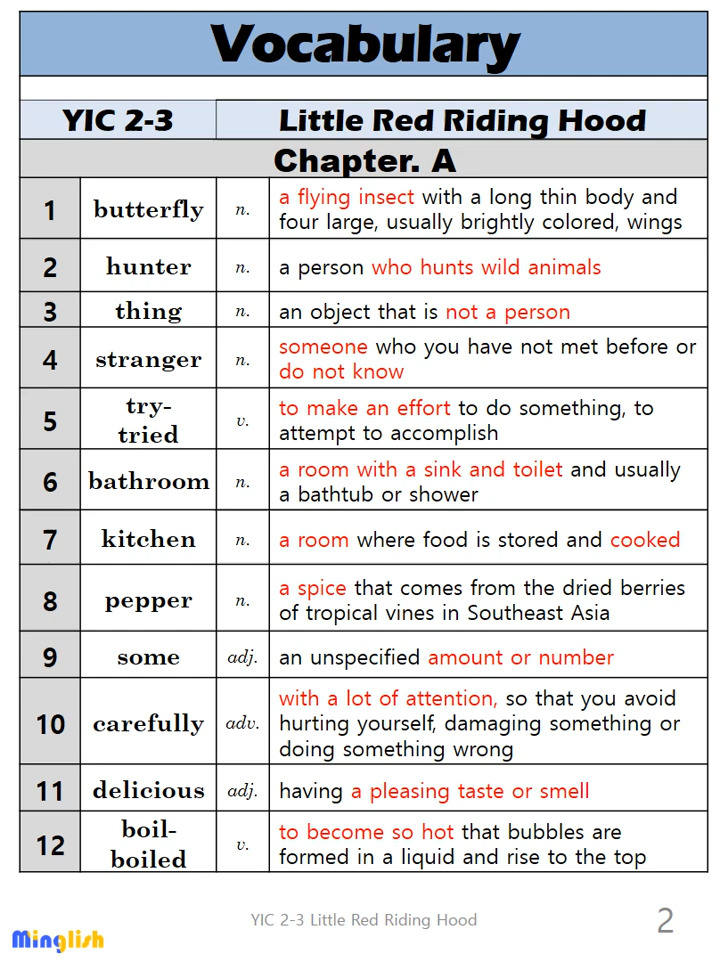 Vocabulary
YIC 2-3 Little Red Riding Hood
Chapter. A
1 butterfly n. a flying insect with a long thin body and
four large, usually brightly colored, wings
2 hunter n. a person who hunts wild animals
3 thing n. an object that is not a person
4 stranger n. someone who you have not met before or
do not know
5 try-
tried v. to make an effort to do something, to
attempt to accomplish
6 bathroom n. a room with a sink and toilet and usually
a bathtub or shower
7 kitchen n. a room where food is stored and cooked
8 pepper n. a spice that comes from the dried berries
of tropical vines in Southeast Asia
9 some adj. an unspecified amount or number
10 carefully adv. with a lot of attention, so that you avoid
hurting yourself, damaging something or
doing something wrong
11 delicious adj. having a pleasing taste or smell
12 boil-
boiled v. to become so hot that bubbles are
formed in a liquid and rise to the top
YIC 2-3 Little Red Riding Hood 2
Minglish